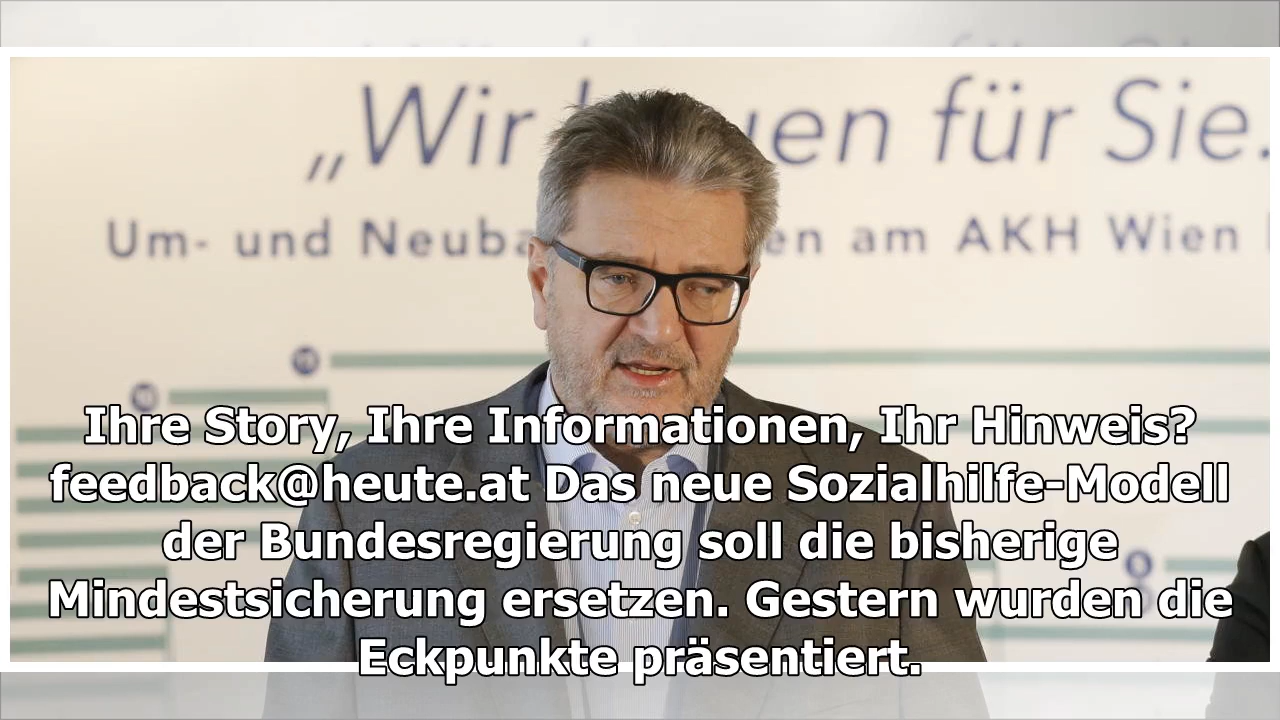 „Wir bauen für Sie.
Um- und Neuba en am AKH Wien
Ihre Story, Ihre Informationen, Ihr Hinweis?
feedback@heute.at Das neue Sozialhilfe-Modell
der Bundesregierung soll die bisherige
Mindestsicherung ersetzen. Gestern wurden die
Eckpunkte präsentiert.